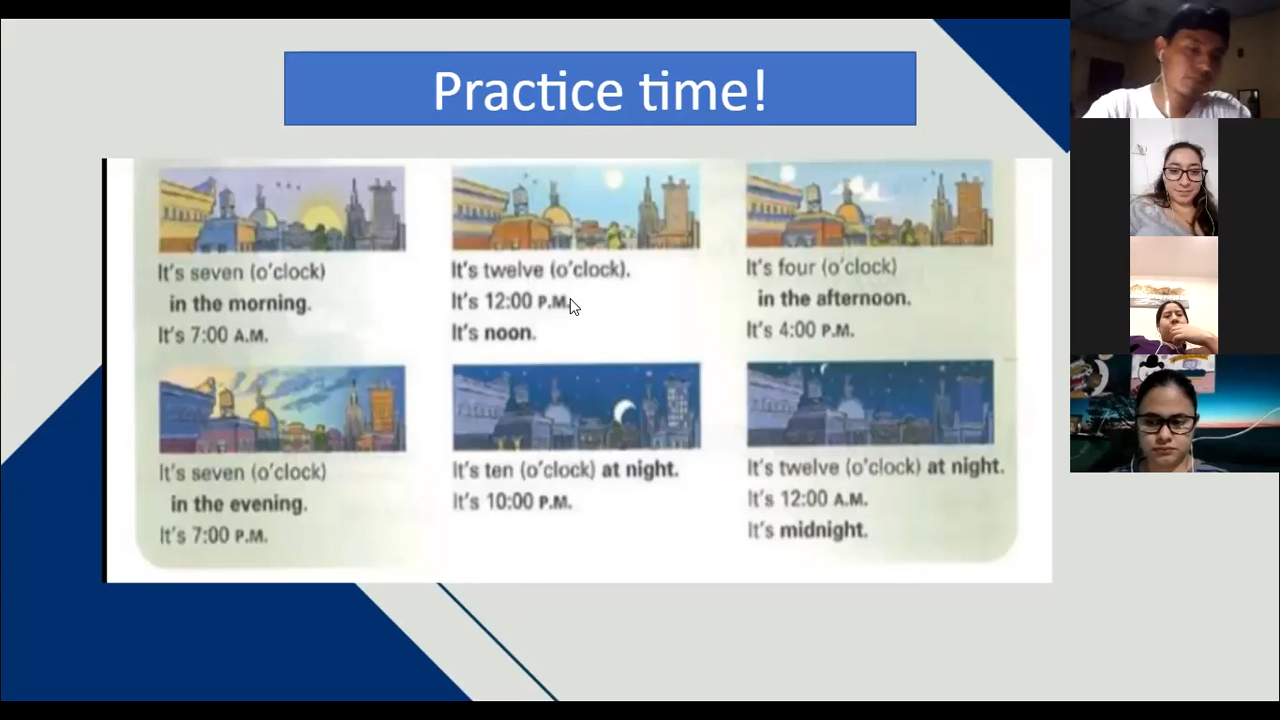 Practice time!
It's seven (o'clock)
in the morning.
It's 7:00 A.M.
It's twelve (o'clock).
It's 12:00 P.M.
It's noon.
It's four (o'clock)
in the afternoon.
It's 4:00 P.M.
It's seven (o'clock)
in the evening.
It's 7:00 P.M.
It's ten (o'clock) at night.
It's 10:00 P.M.
It's twelve (o'clock) at night.
It's 12:00 A.M.
It's midnight.